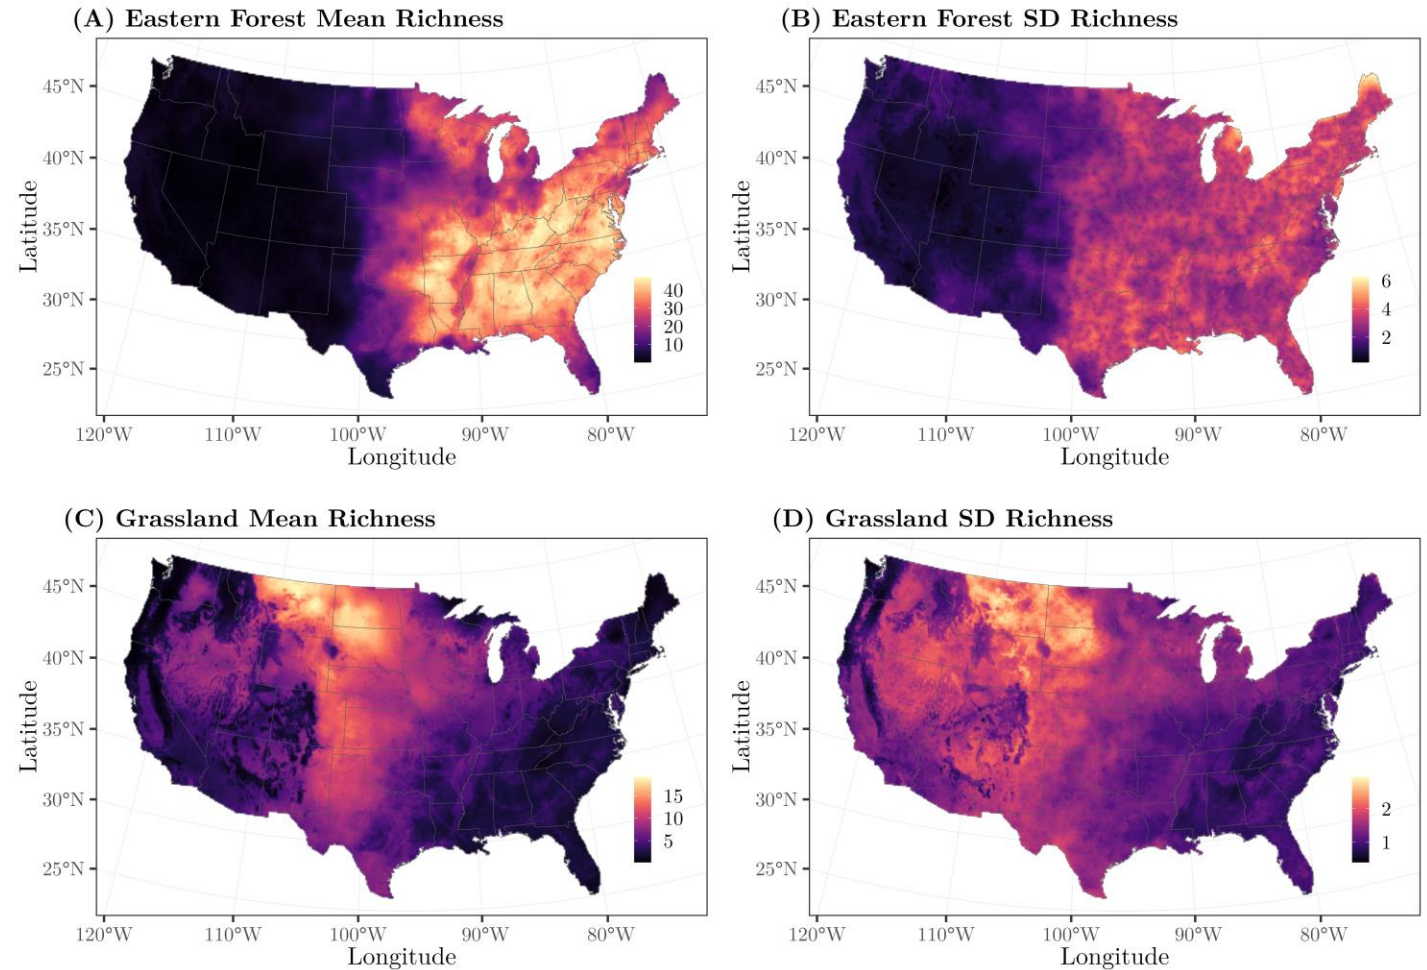 (A) Eastern Forest Mean Richness
45°N
40°N
35°N
30°N
25°N
Latitude
40
30
20
10
120°W 110°W 100°W 90°W 80°W
Longitude
(B) Eastern Forest SD Richness
45°N
40°N
35°N
30°N
25°N
Latitude
6
4
2
120°W 110°W 100°W 90°W 80°W
Longitude
(C) Grassland Mean Richness
45°N
40°N
35°N
30°N
25°N
Latitude
15
10
5
120°W 110°W 100°W 90°W 80°W
Longitude
(D) Grassland SD Richness
45°N
40°N
35°N
30°N
25°N
Latitude
2
1
120°W 110°W 100°W 90°W 80°W
Longitude